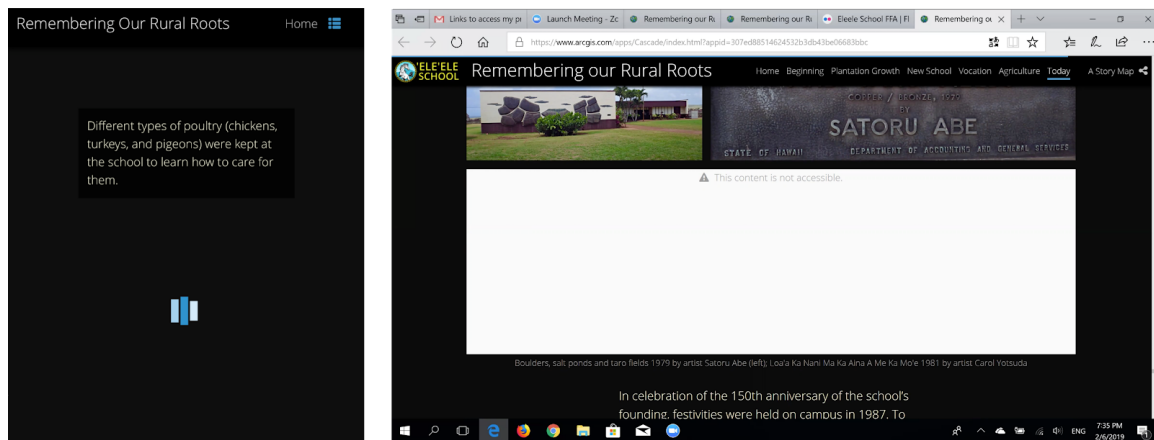 Remembering Our Rural Roots
Home
Different types of poultry (chickens,
turkeys, and pigeons) were kept at
the school to learn how to care for
them.
Links to access my pr
Launch Meeting - Zo
Remembering our Ru
Remembering our Ru
Eleele School FFA | Fl
Remembering ou
https://www.arcgis.com/apps/Cascade/index.html?appid=307ed88514624532b3db43be06683bbc
'ELE'ELE
SCHOOL
Remembering our Rural Roots
Home Beginning Plantation Growth New School Vocation Agriculture Today A Story Map
COPPER / BRONZE, 1979
BY
SATORU ABE
STATE OF HAWAII DEPARTMENT OF ACCOUNTING AND GENERAL SERVICES
This content is not accessible.
Boulders, salt ponds and taro fields 1979 by artist Satoru Abe (left); Loa'a Ka Nani Ma Ka Aina A Me Ka Mo'e 1981 by artist Carol Yotsuda
In celebration of the 150th anniversary of the school's
founding, festivities were held on campus in 1987. To
ENG
7:35 PM
2/6/2019